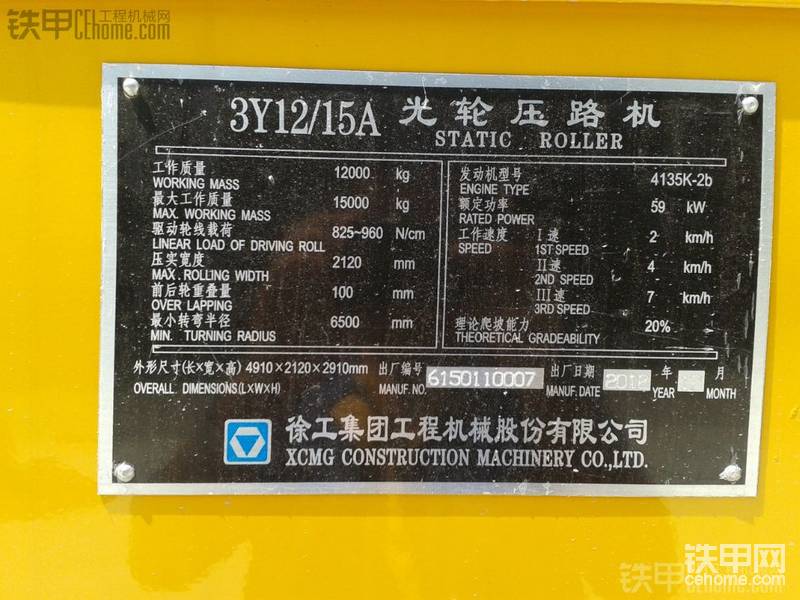 铁甲工程机械网
CEhome.com
3Y12/15A 光轮压路机
STATIC ROLLER
工作质量 12000 kg
WORKING MASS
最大工作质量 15000 kg
MAX. WORKING MASS
驱动轮线载荷 825~960 N/cm
LINEAR LOAD OF DRIVING ROLL
压实宽度 2120 mm
MAX. ROLLING WIDTH
前后轮重叠量 100 mm
OVER LAPPING
最小转弯半径 6500 mm
MIN. TURNING RADIUS
发动机型号 4135K-2b
ENGINE TYPE
额定功率 59 kW
RATED POWER
工作速度 I速 2 km/h
SPEED 1ST SPEED
II速 4 km/h
2ND SPEED
III速 7 km/h
3RD SPEED
理论爬坡能力 20%
THEORETICAL GRADEABILITY
外形尺寸(长×宽×高) 4910×2120×2910mm 出厂编号 6150110007 出厂日期 年 月
OVERALL DIMENSIONS(L×W×H) MANUF. NO. MANUF. DATE YEAR MONTH
徐工集团工程机械股份有限公司
XCMG CONSTRUCTION MACHINERY CO.,LTD.
铁甲网
cehome.com